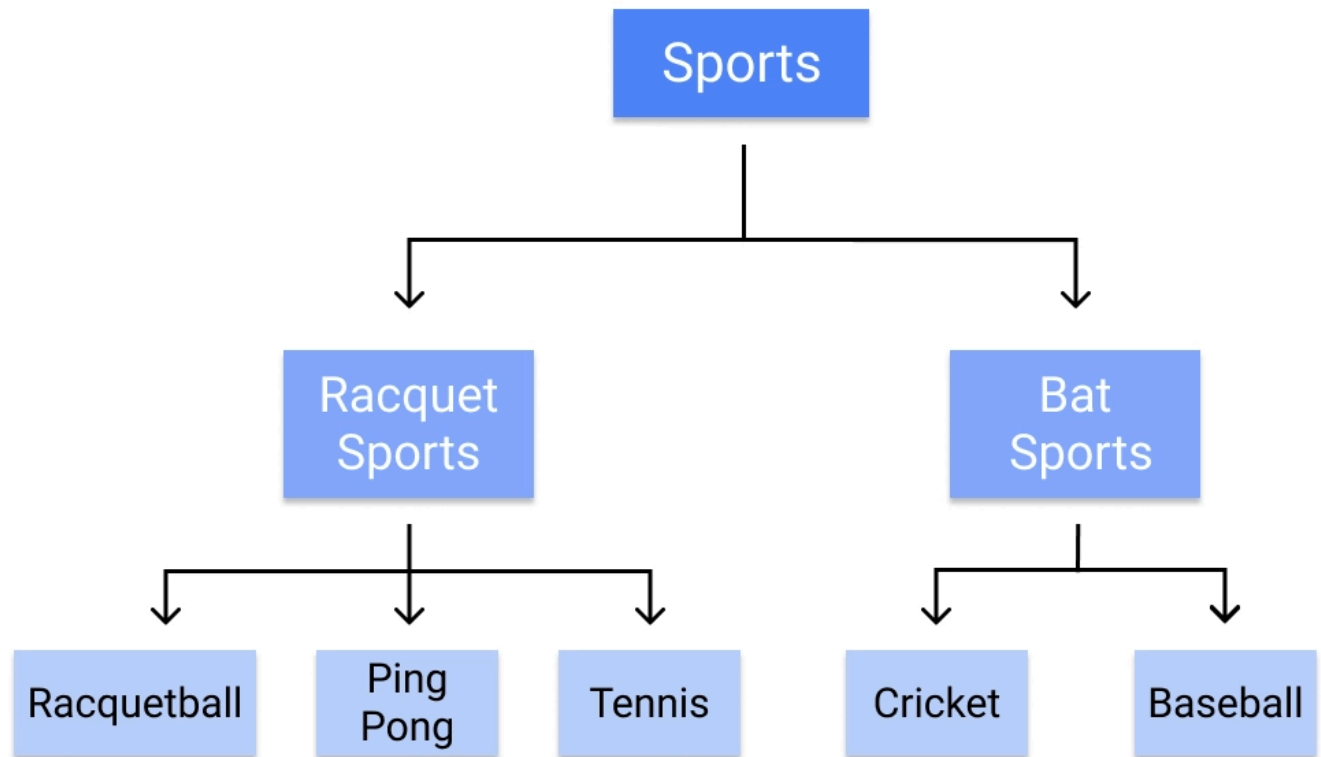 Sports
Racquet
Sports
Bat
Sports
Racquetball
Ping
Pong
Tennis
Cricket
Baseball